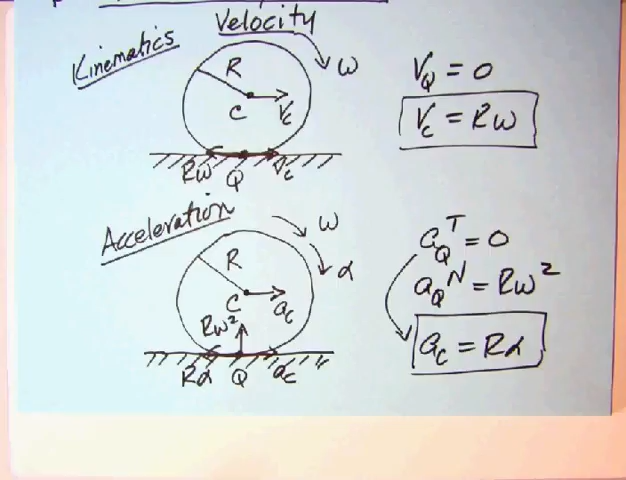 Velocity
Kinematics
ω
R
C
V_C
Rω Q V_C
V_Q = 0
V_C = Rω
Acceleration
ω
α
R
C
a_C
Rω²
Rα Q a_C
a_Q^T = 0
a_Q^N = Rω²
a_C = Rα